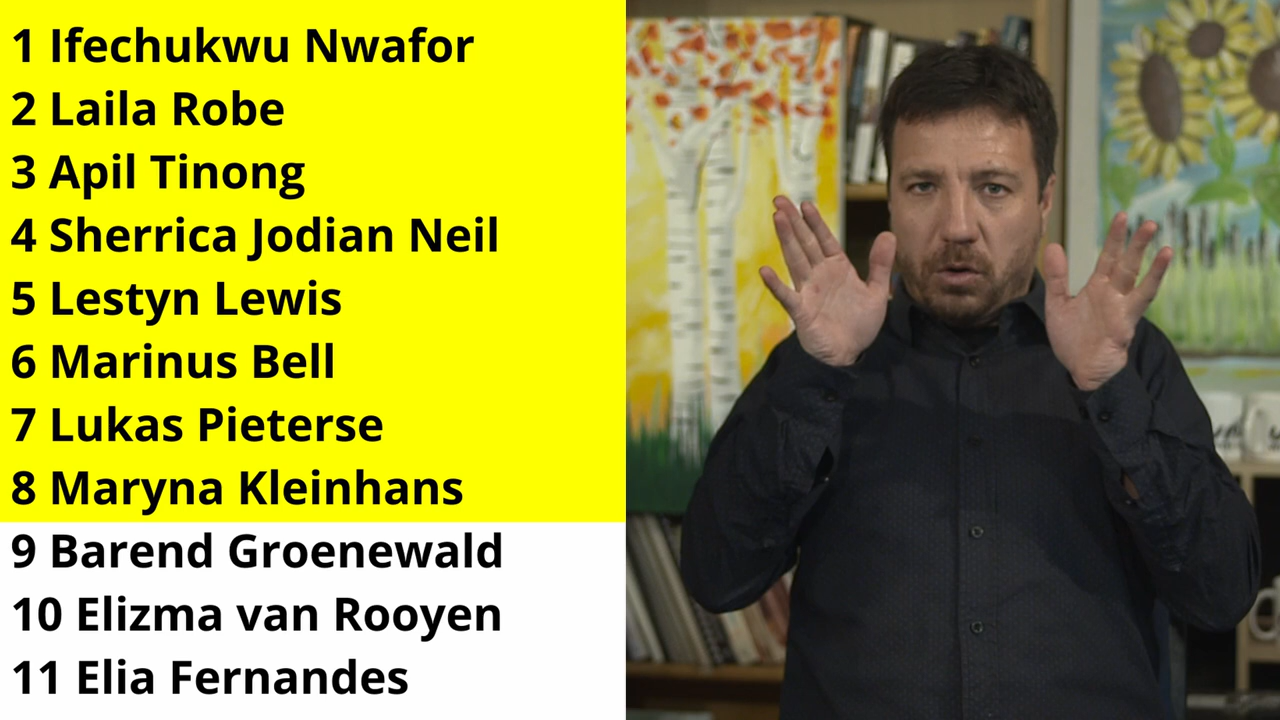 1 Ifechukwu Nwafor
2 Laila Robe
3 Apil Tinong
4 Sherrica Jodian Neil
5 Lestyn Lewis
6 Marinus Bell
7 Lukas Pieterse
8 Maryna Kleinhans
9 Barend Groenewald
10 Elizma van Rooyen
11 Elia Fernandes